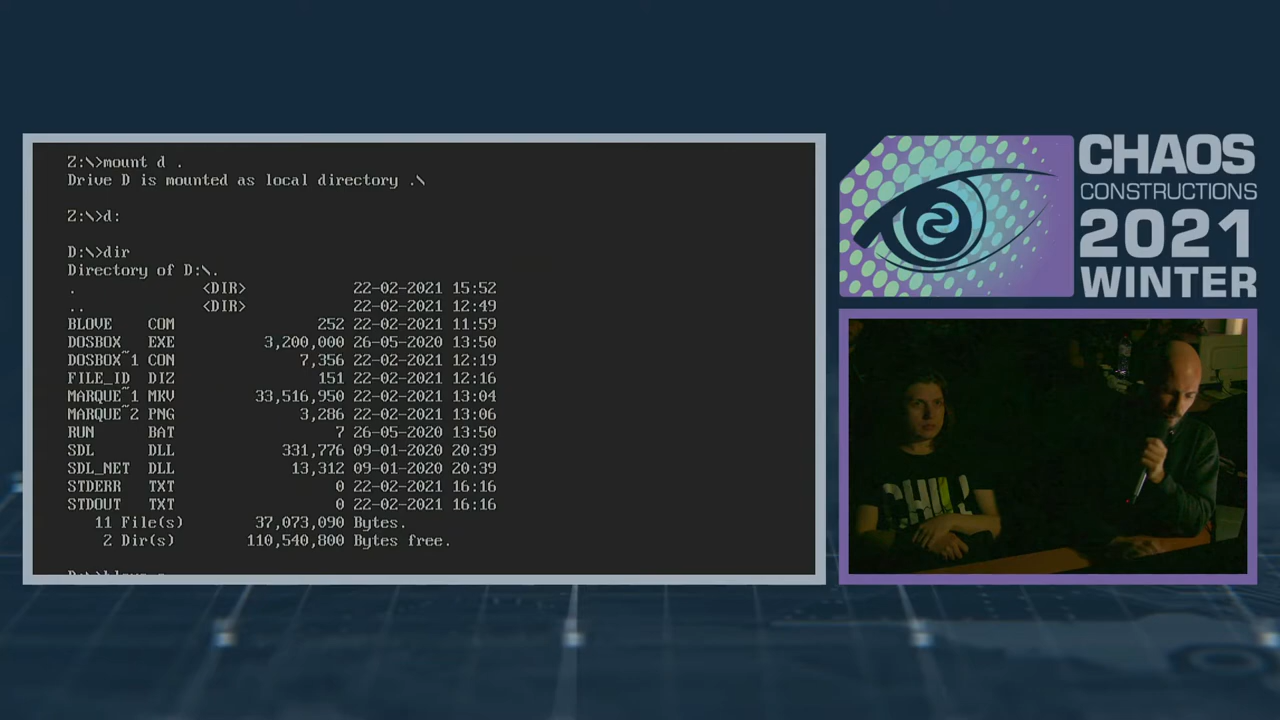 Z:\>mount d .
Drive D is mounted as local directory .\
Z:\>d:
D:\>dir
Directory of D:\.
. <DIR> 22-02-2021 15:52
.. <DIR> 22-02-2021 12:49
BLOVE COM 252 22-02-2021 11:59
DOSBOX EXE 3,200,000 26-05-2020 13:50
DOSBOX~1 CON 7,356 22-02-2021 12:19
FILE_ID DIZ 151 22-02-2021 12:16
MARQUE~1 MKV 33,516,950 22-02-2021 13:04
MARQUE~2 PNG 3,286 22-02-2021 13:06
RUN BAT 7 26-05-2020 13:50
SDL DLL 331,776 09-01-2020 20:39
SDL_NET DLL 13,312 09-01-2020 20:39
STDERR TXT 0 22-02-2021 16:16
STDOUT TXT 0 22-02-2021 16:16
11 File(s) 37,073,090 Bytes.
2 Dir(s) 110,540,800 Bytes free.
CHAOS
CONSTRUCTIONS
2021
WINTER
CHILL